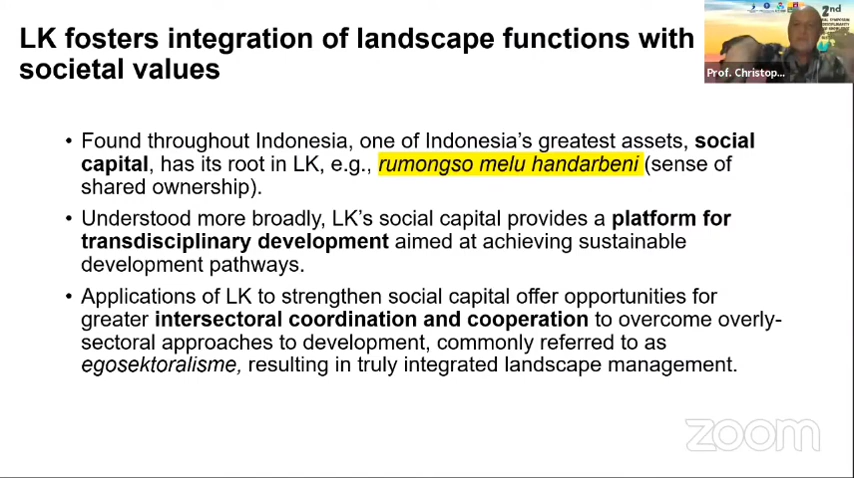 LK fosters integration of landscape functions with
societal values
• Found throughout Indonesia, one of Indonesia's greatest assets, social
capital, has its root in LK, e.g., rumongso melu handarbeni (sense of
shared ownership).
• Understood more broadly, LK's social capital provides a platform for
transdisciplinary development aimed at achieving sustainable
development pathways.
• Applications of LK to strengthen social capital offer opportunities for
greater intersectoral coordination and cooperation to overcome overly-
sectoral approaches to development, commonly referred to as
egosektoralisme, resulting in truly integrated landscape management.
2nd
Prof. Christop...
zoom